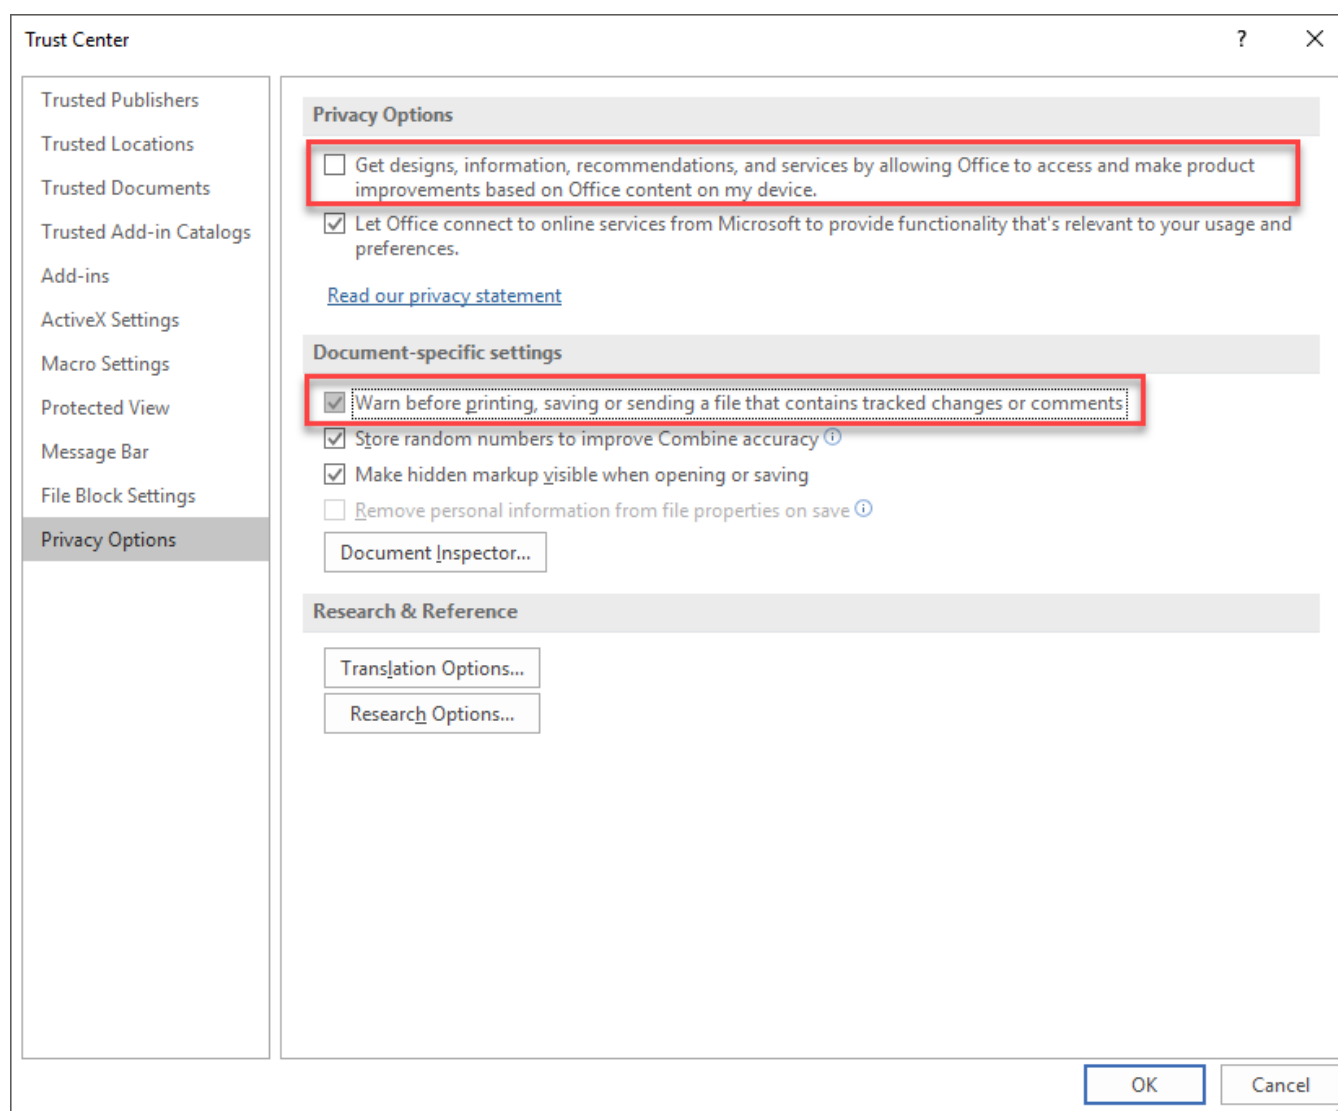 Trust Center
?
Trusted Publishers
Trusted Locations
Trusted Documents
Trusted Add-in Catalogs
Add-ins
ActiveX Settings
Macro Settings
Protected View
Message Bar
File Block Settings
Privacy Options
Privacy Options
Get designs, information, recommendations, and services by allowing Office to access and make product
improvements based on Office content on my device.
Let Office connect to online services from Microsoft to provide functionality that's relevant to your usage and
preferences.
Read our privacy statement
Document-specific settings
Warn before printing, saving or sending a file that contains tracked changes or comments
Store random numbers to improve Combine accuracy
Make hidden markup visible when opening or saving
Remove personal information from file properties on save
Document Inspector...
Research & Reference
Translation Options...
Research Options...
OK
Cancel